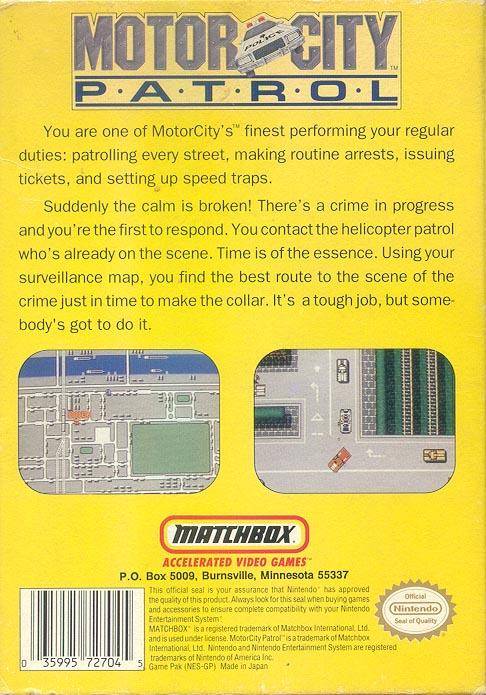 MOTOR CITY
POLICE
P·A·T·R·O·L™
You are one of MotorCity's™ finest performing your regular
duties: patrolling every street, making routine arrests, issuing
tickets, and setting up speed traps.
Suddenly the calm is broken! There's a crime in progress
and you're the first to respond. You contact the helicopter patrol
who's already on the scene. Time is of the essence. Using your
surveillance map, you find the best route to the scene of the
crime just in time to make the collar. It's a tough job, but some-
body's got to do it.
MATCHBOX
ACCELERATED VIDEO GAMES™
P.O. Box 5009, Burnsville, Minnesota 55337
This official seal is your assurance that Nintendo® has approved
the quality of this product. Always look for this seal when buying games
and accessories to ensure complete compatibility with your Nintendo
Entertainment System®
MATCHBOX® is a registered trademark of Matchbox International, Ltd.
and is used under license. MotorCity Patrol™ is a trademark of Matchbox
International, Ltd. Nintendo and Nintendo Entertainment System are registered
trademarks of Nintendo of America Inc.
Game Pak (NES-GP) Made in Japan
Official
Nintendo
Seal of Quality
0 35995 72704 5